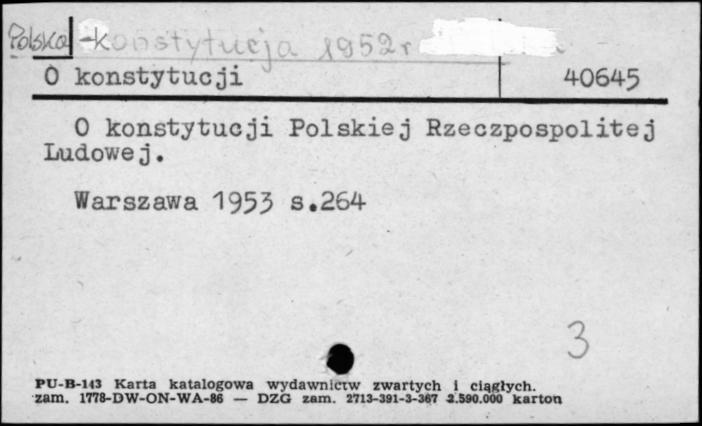 Polska - konstytucja 1952 r
O konstytucji 40645
O konstytucji Polskiej Rzeczpospolitej
Ludowej.
Warszawa 1953 s.264
3
PU-B-143 Karta katalogowa wydawnictw zwartych i ciągłych.
zam. 1778-DW-ON-WA-86 — DZG zam. 2713-391-3-367 2.590.000 karton